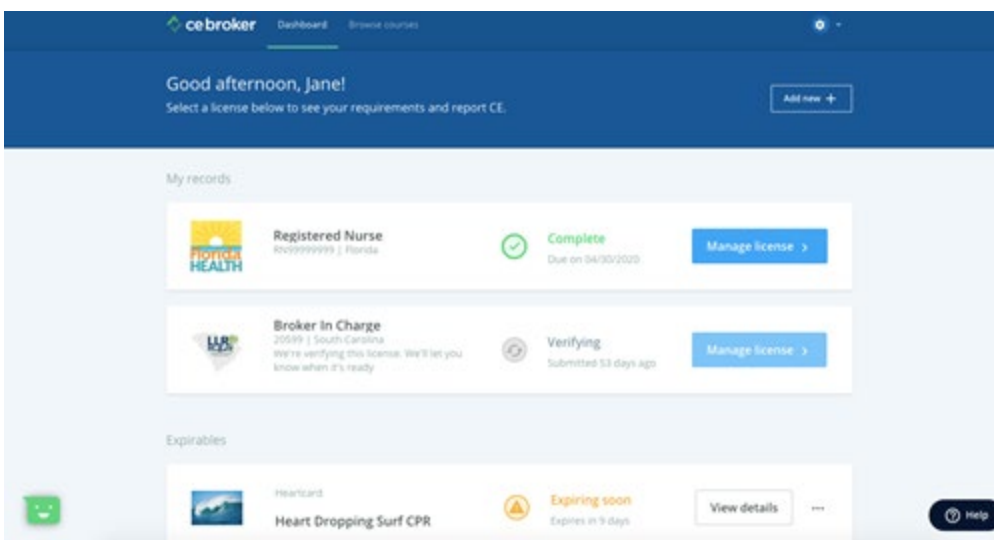 ce broker Dashboard Browse courses
Good afternoon, Jane!
Select a license below to see your requirements and report CE.
Add new +
My records
Florida
HEALTH
Registered Nurse
RN99999999 | Florida
Complete
Due on 04/30/2020
Manage license >
LLR
Broker In Charge
20599 | South Carolina
We're verifying this license. We'll let you
know when it's ready
Verifying
Submitted 53 days ago
Manage license >
Expirables
Heartcard
Heart Dropping Surf CPR
Expiring soon
Expires in 9 days
View details ...
Help